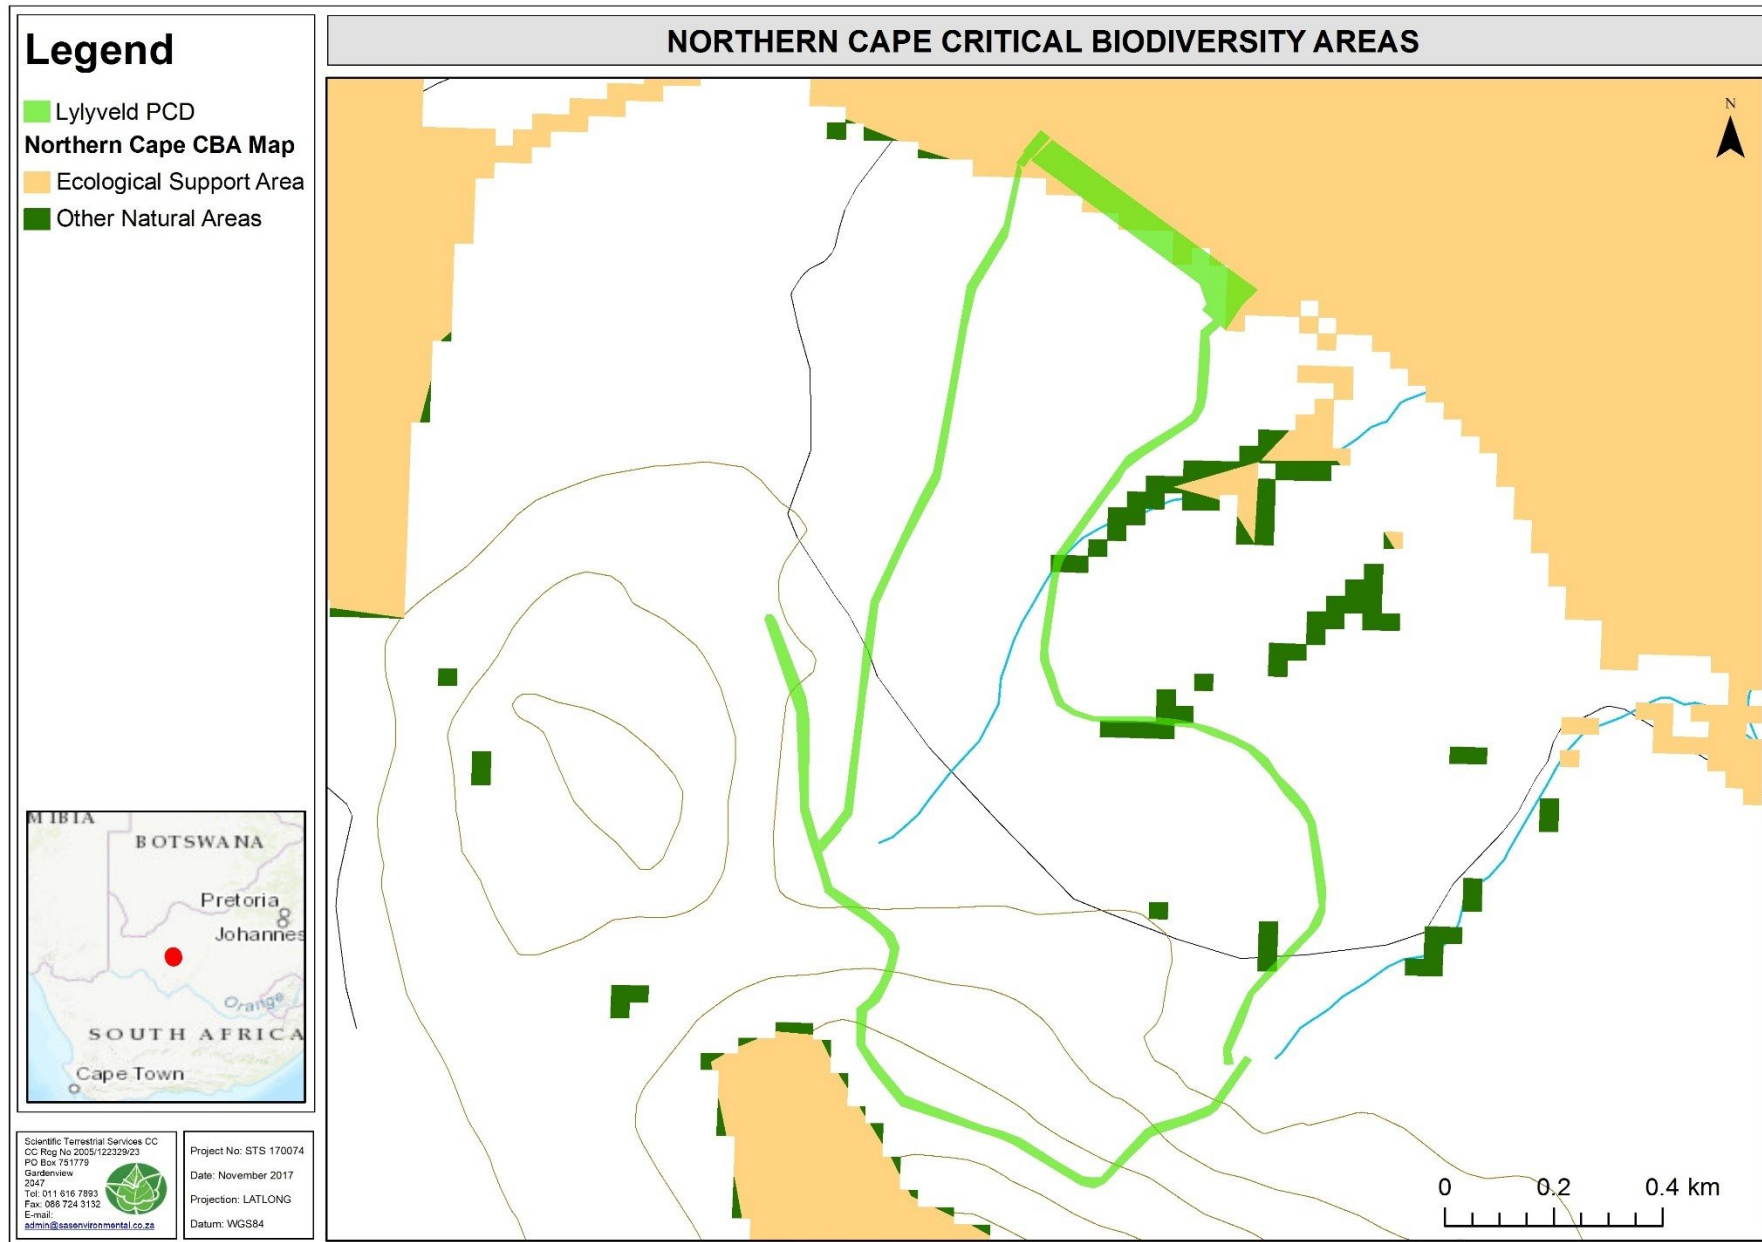 Legend
Lylyveld PCD
Northern Cape CBA Map
Ecological Support Area
Other Natural Areas
NORTHERN CAPE CRITICAL BIODIVERSITY AREAS
N
M IBIA
BOTSWANA
Pretoria
Johannes
Orange
SOUTH AFRICA
Cape Town
Scientific Terrestrial Services CC
CC Reg No 2005/122329/23
PO Box 751779
Gardenview
2047
Tel: 011 616 7893
Fax: 086 724 3132
E-mail:
admin@sasenvironmental.co.za
Project No: STS 170074
Date: November 2017
Projection: LATLONG
Datum: WGS84
0 0.2 0.4 km